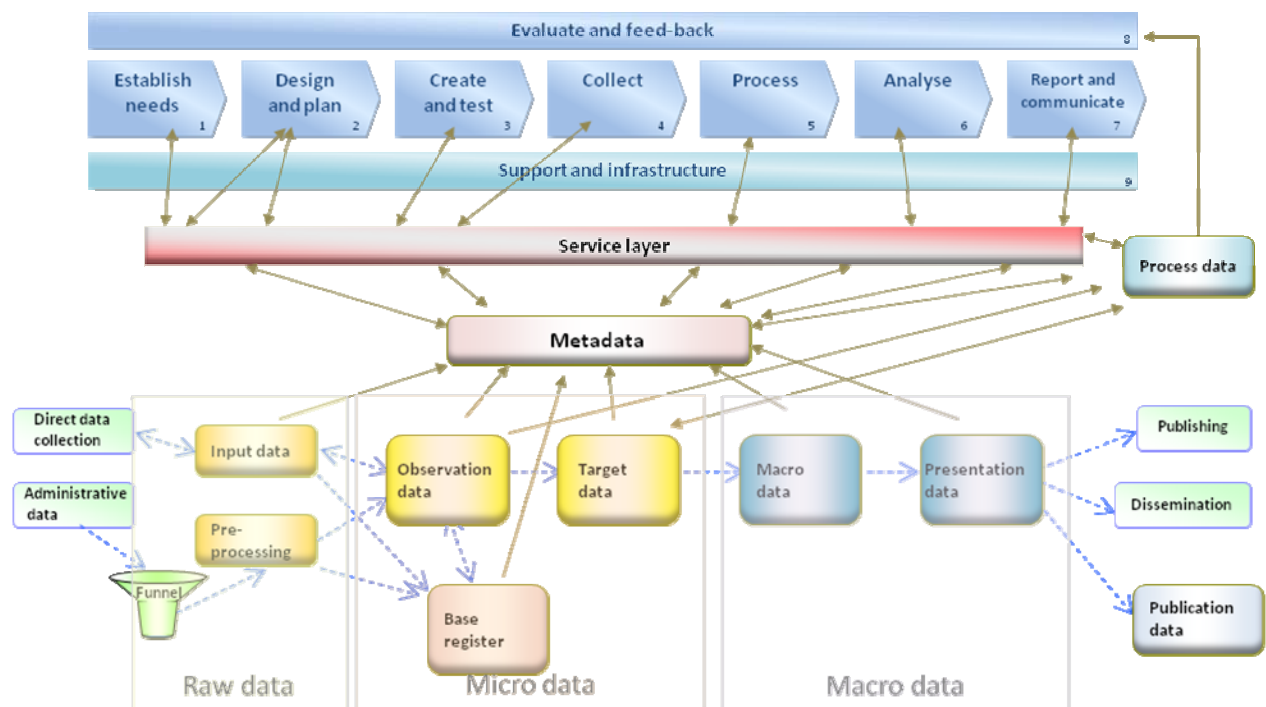 Evaluate and feed-back
8
Establish
needs
1
Design
and plan
2
Create
and test
3
Collect
4
Process
5
Analyse
6
Report and
communicate
7
Support and infrastructure
9
Service layer
Process data
Metadata
Direct data
collection
Administrative
data
Funnel
Input data
Pre-
processing
Observation
data
Target
data
Base
register
Macro
data
Presentation
data
Publishing
Dissemination
Publication
data
Raw data
Micro data
Macro data